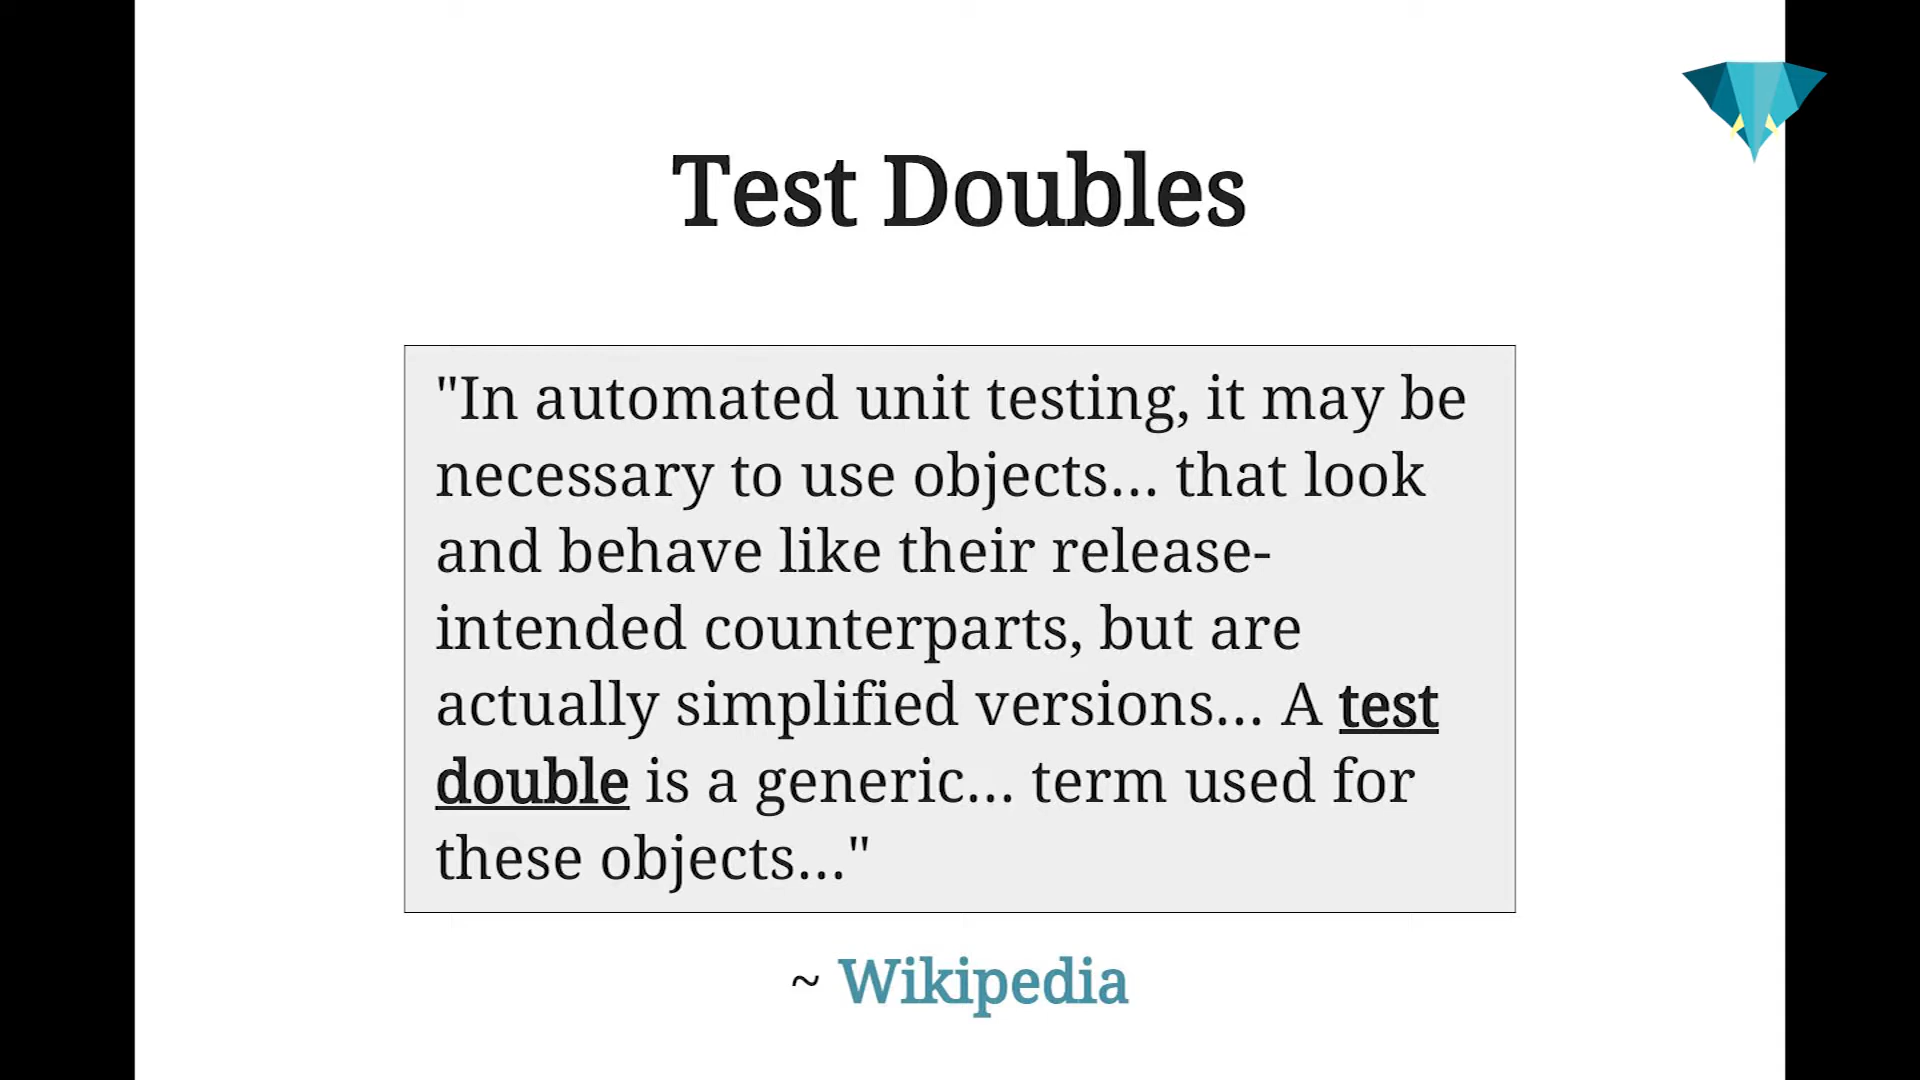 Test Doubles
"In automated unit testing, it may be
necessary to use objects... that look
and behave like their release-
intended counterparts, but are
actually simplified versions... A test
double is a generic... term used for
these objects..."
~ Wikipedia